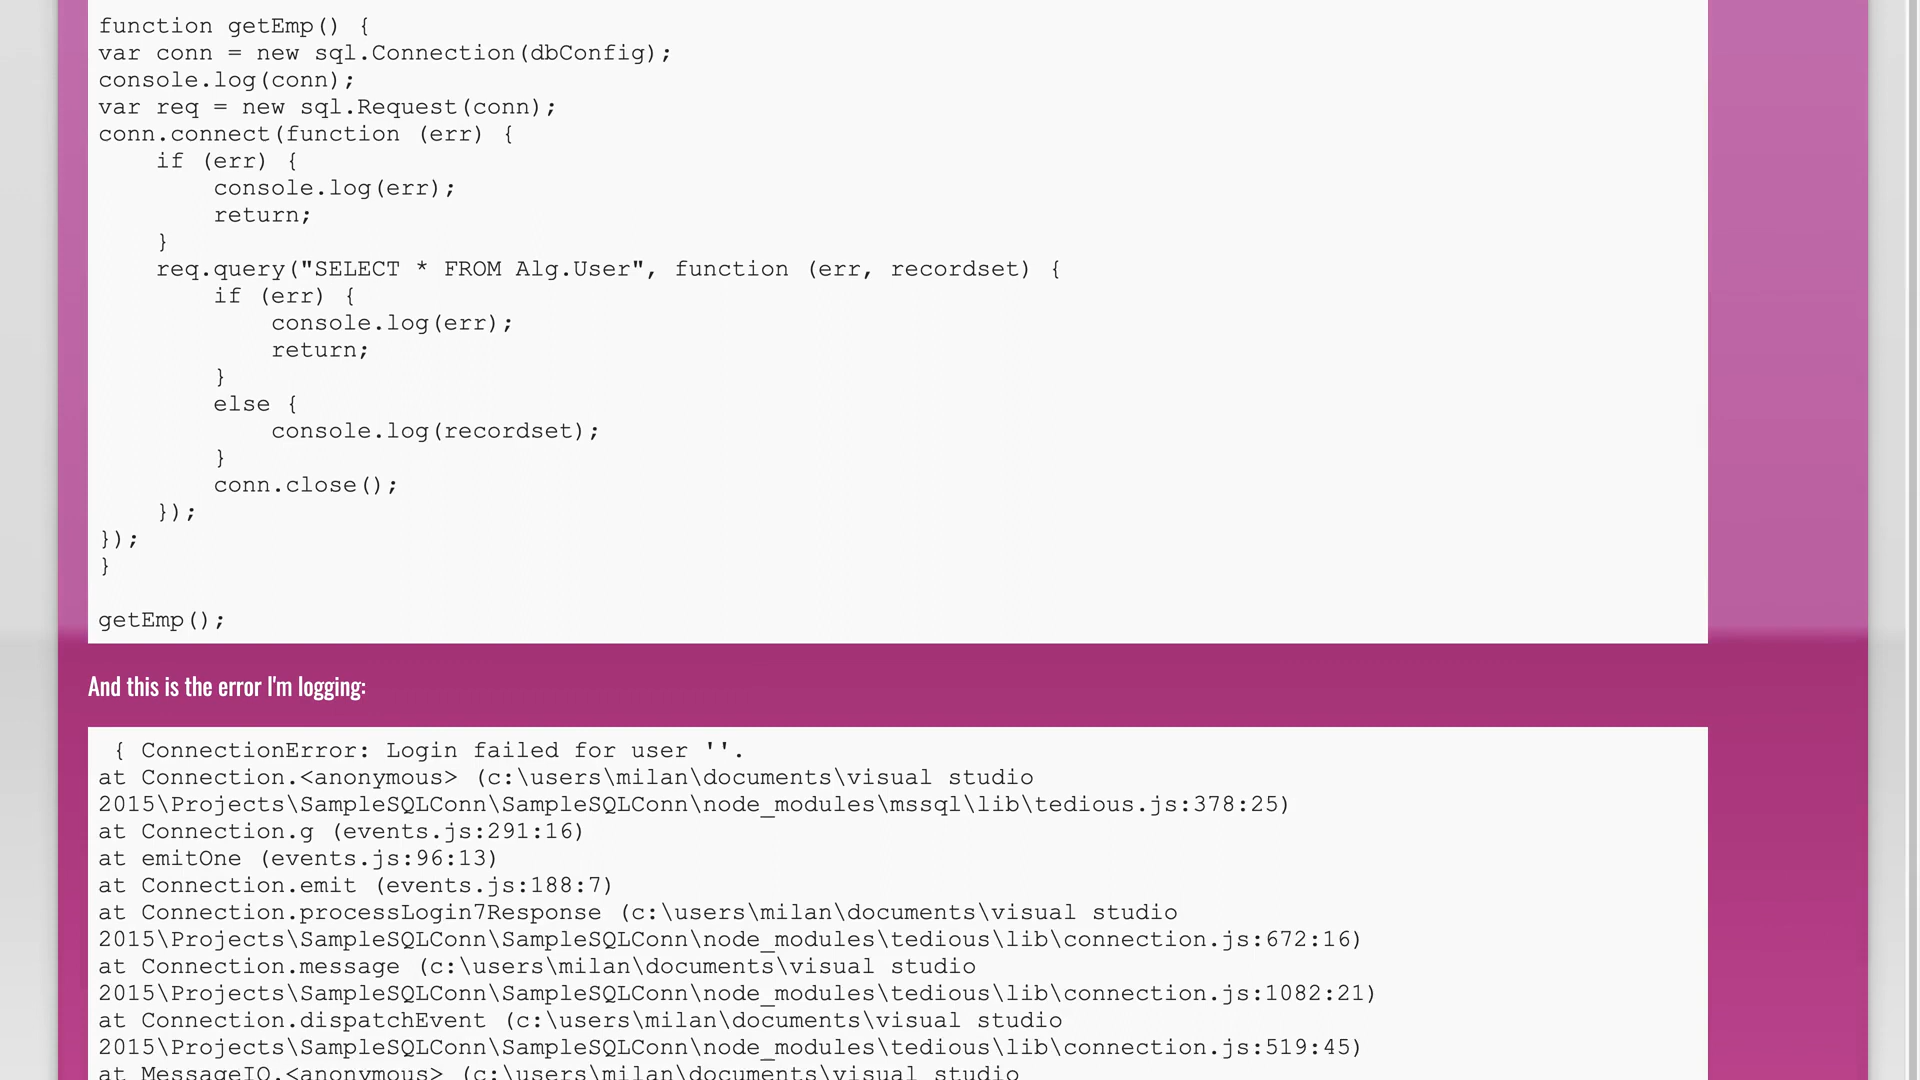 function getEmp() {
var conn = new sql.Connection(dbConfig);
console.log(conn);
var req = new sql.Request(conn);
conn.connect(function (err) {
    if (err) {
        console.log(err);
        return;
    }
    req.query("SELECT * FROM Alg.User", function (err, recordset) {
        if (err) {
            console.log(err);
            return;
        }
        else {
            console.log(recordset);
        }
        conn.close();
    });
});
}

getEmp();
And this is the error I'm logging:
 { ConnectionError: Login failed for user ''.
at Connection.<anonymous> (c:\users\milan\documents\visual studio
2015\Projects\SampleSQLConn\SampleSQLConn\node_modules\mssql\lib\tedious.js:378:25)
at Connection.g (events.js:291:16)
at emitOne (events.js:96:13)
at Connection.emit (events.js:188:7)
at Connection.processLogin7Response (c:\users\milan\documents\visual studio
2015\Projects\SampleSQLConn\SampleSQLConn\node_modules\tedious\lib\connection.js:672:16)
at Connection.message (c:\users\milan\documents\visual studio
2015\Projects\SampleSQLConn\SampleSQLConn\node_modules\tedious\lib\connection.js:1082:21)
at Connection.dispatchEvent (c:\users\milan\documents\visual studio
2015\Projects\SampleSQLConn\SampleSQLConn\node_modules\tedious\lib\connection.js:519:45)
at MessageIO.<anonymous> (c:\users\milan\documents\visual studio